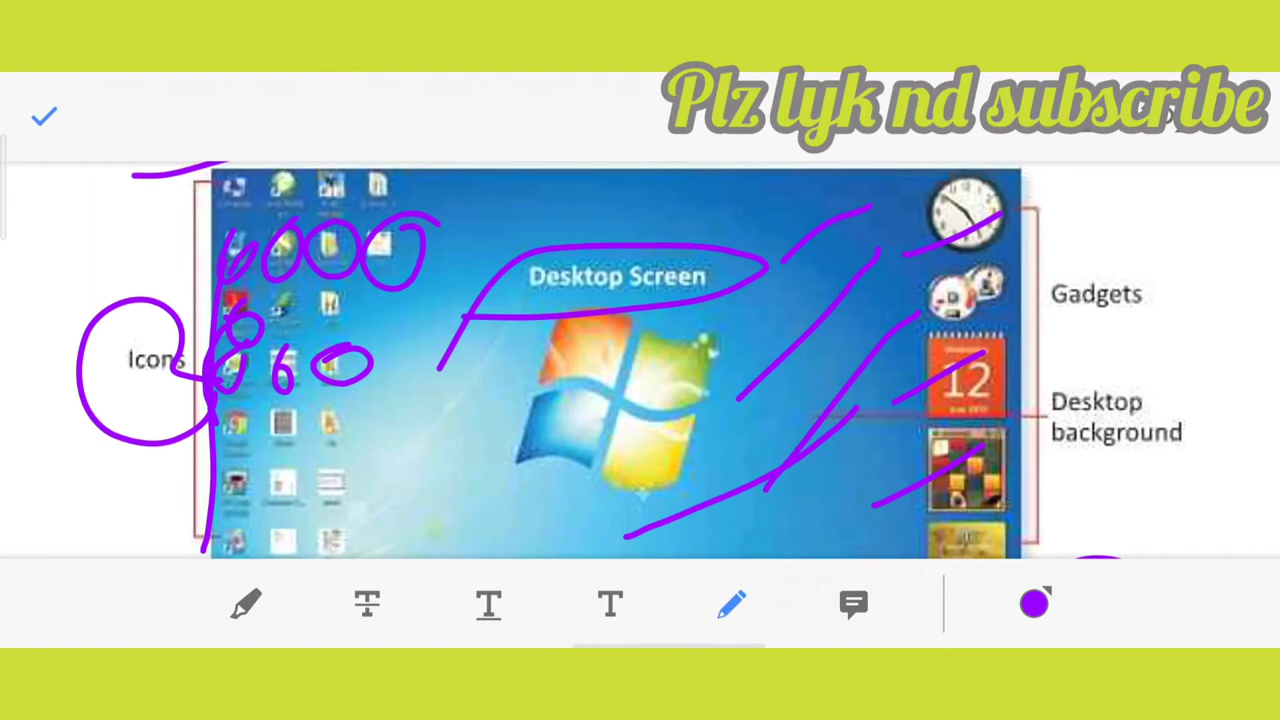 Plz lyk nd subscribe
Desktop Screen
Icons
Gadgets
12
Desktop
background
T
T
T